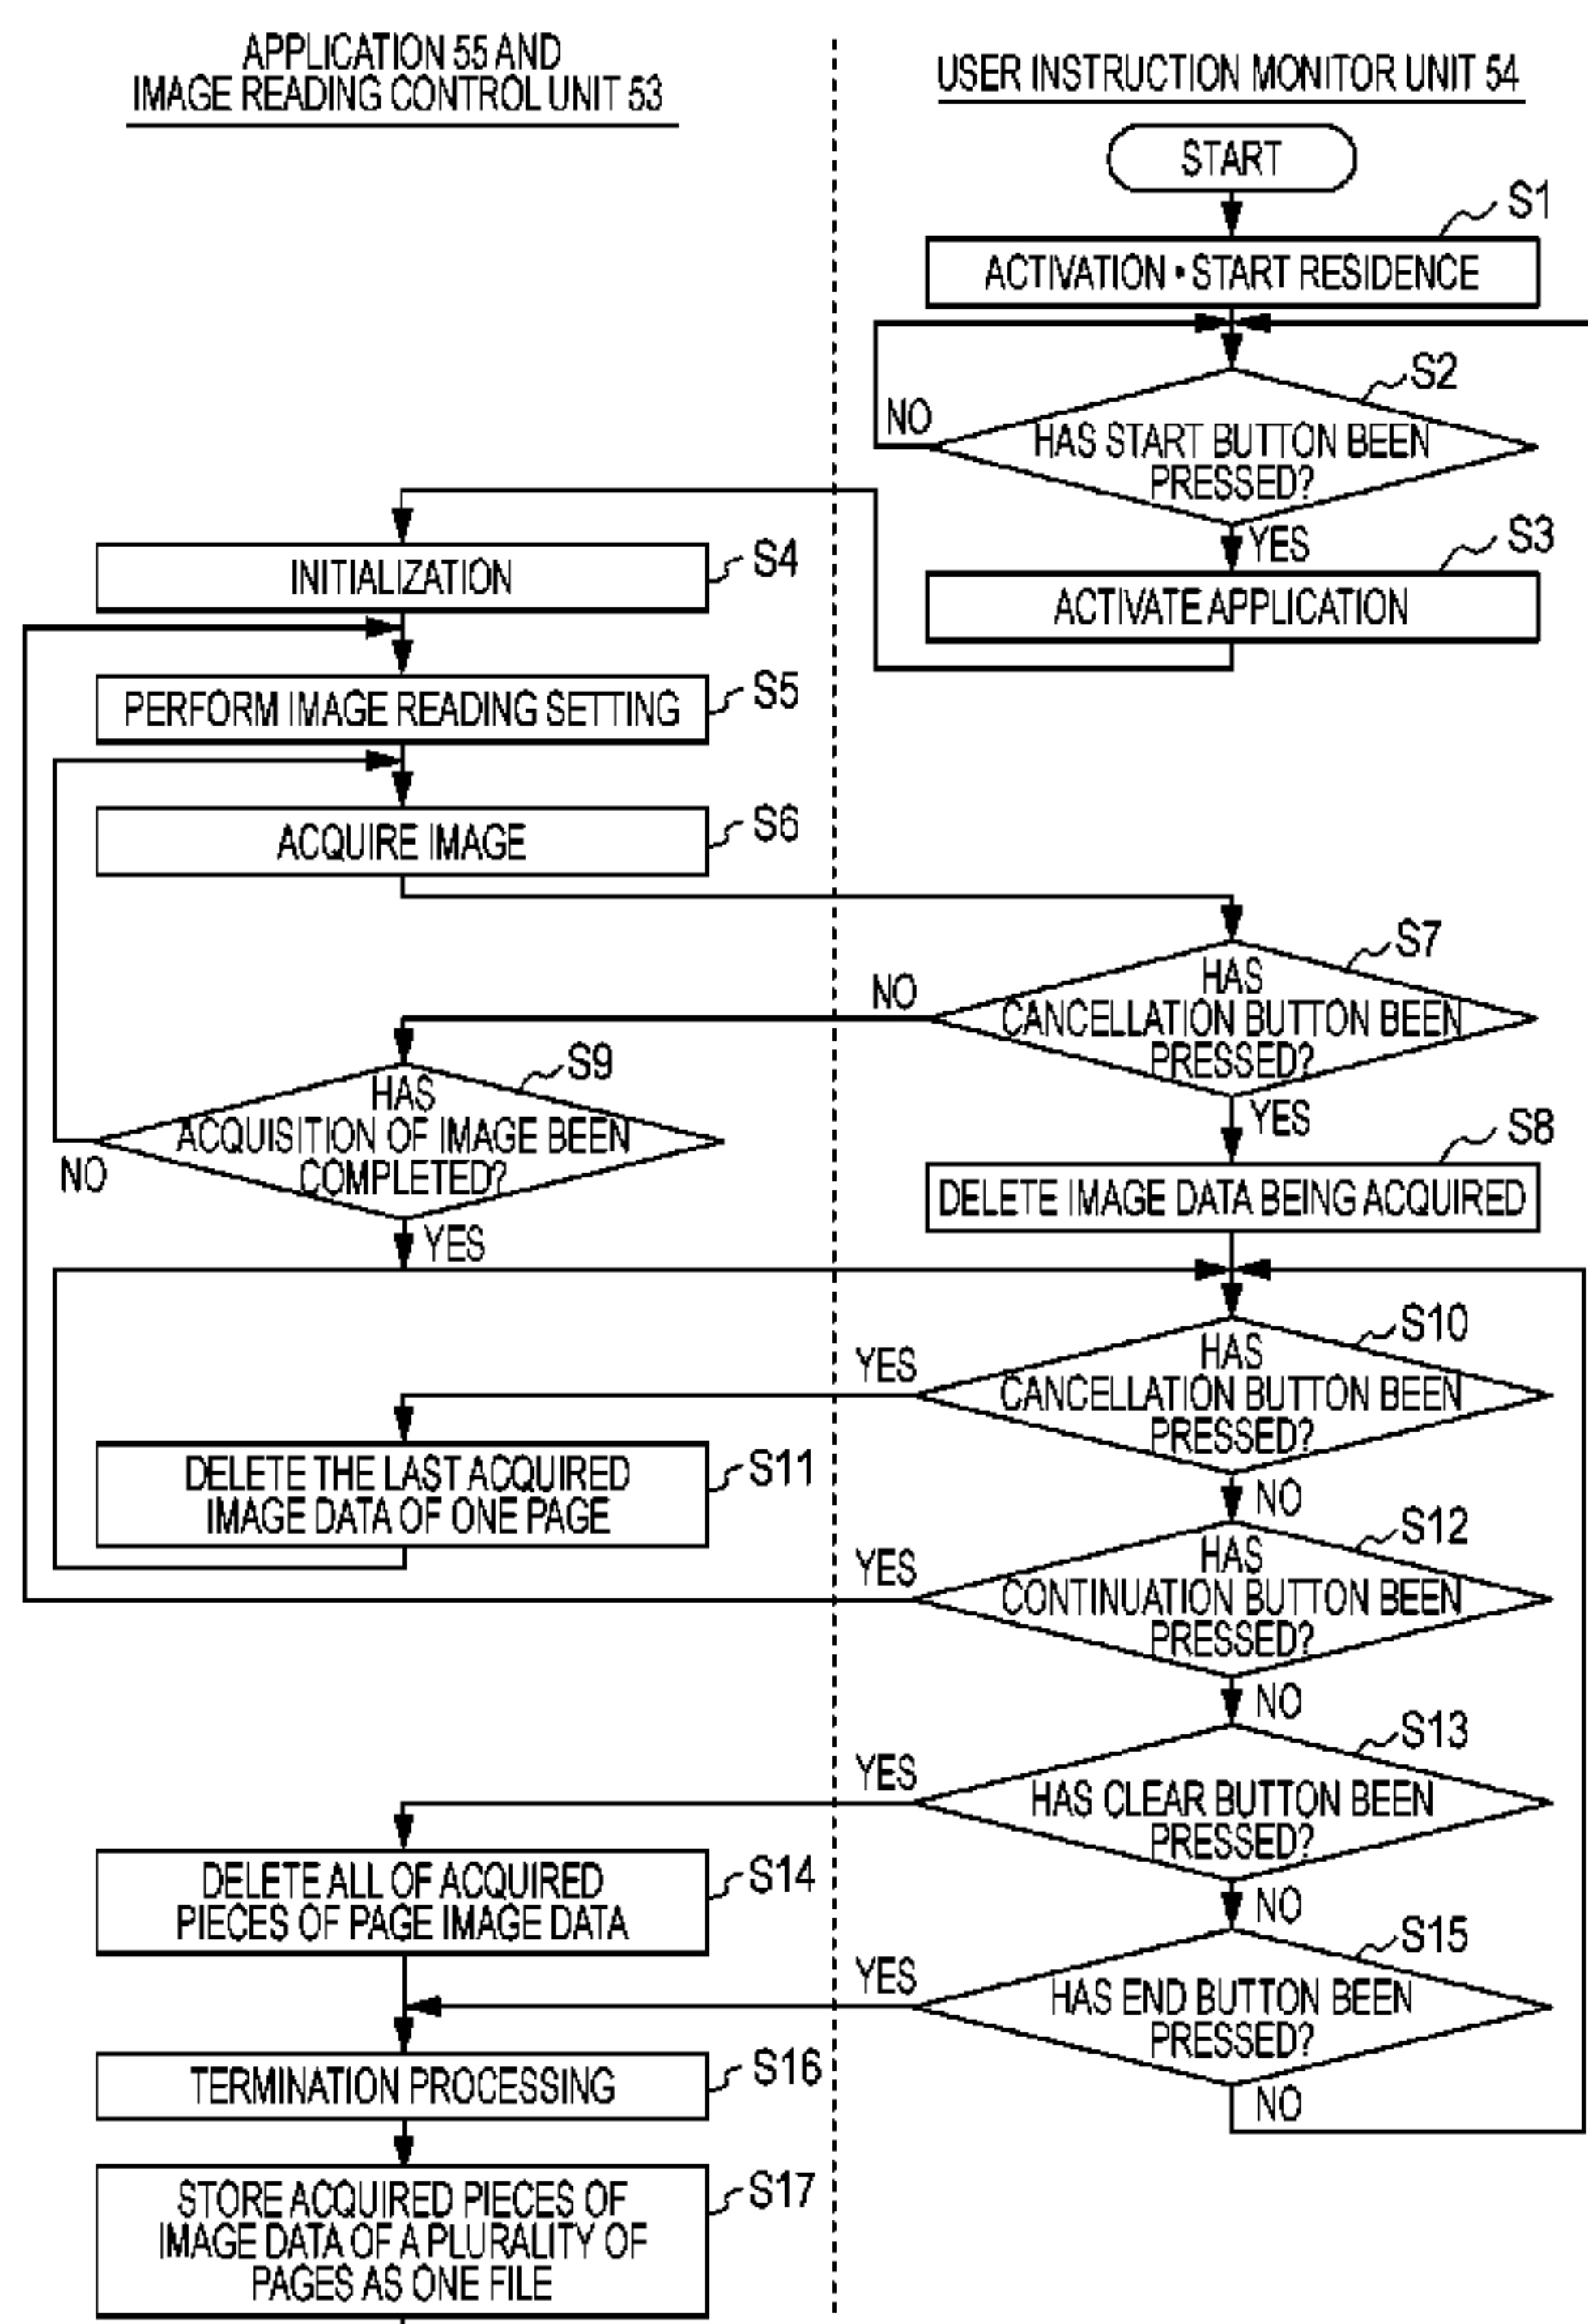 APPLICATION 55 AND
IMAGE READING CONTROL UNIT 53
USER INSTRUCTION MONITOR UNIT 54
START
S1
ACTIVATION • START RESIDENCE
S2
NO
HAS START BUTTON BEEN
PRESSED?
YES
S3
ACTIVATE APPLICATION
S4
INITIALIZATION
S5
PERFORM IMAGE READING SETTING
S6
ACQUIRE IMAGE
S7
NO
HAS
CANCELLATION BUTTON BEEN
PRESSED?
YES
S9
HAS
ACQUISITION OF IMAGE BEEN
COMPLETED?
NO
YES
S8
DELETE IMAGE DATA BEING ACQUIRED
S10
YES
HAS
CANCELLATION BUTTON BEEN
PRESSED?
NO
S11
DELETE THE LAST ACQUIRED
IMAGE DATA OF ONE PAGE
S12
YES
HAS
CONTINUATION BUTTON BEEN
PRESSED?
NO
S13
YES
HAS CLEAR BUTTON BEEN
PRESSED?
NO
S14
DELETE ALL OF ACQUIRED
PIECES OF PAGE IMAGE DATA
S15
YES
HAS END BUTTON BEEN
PRESSED?
NO
S16
TERMINATION PROCESSING
S17
STORE ACQUIRED PIECES OF
IMAGE DATA OF A PLURALITY OF
PAGES AS ONE FILE